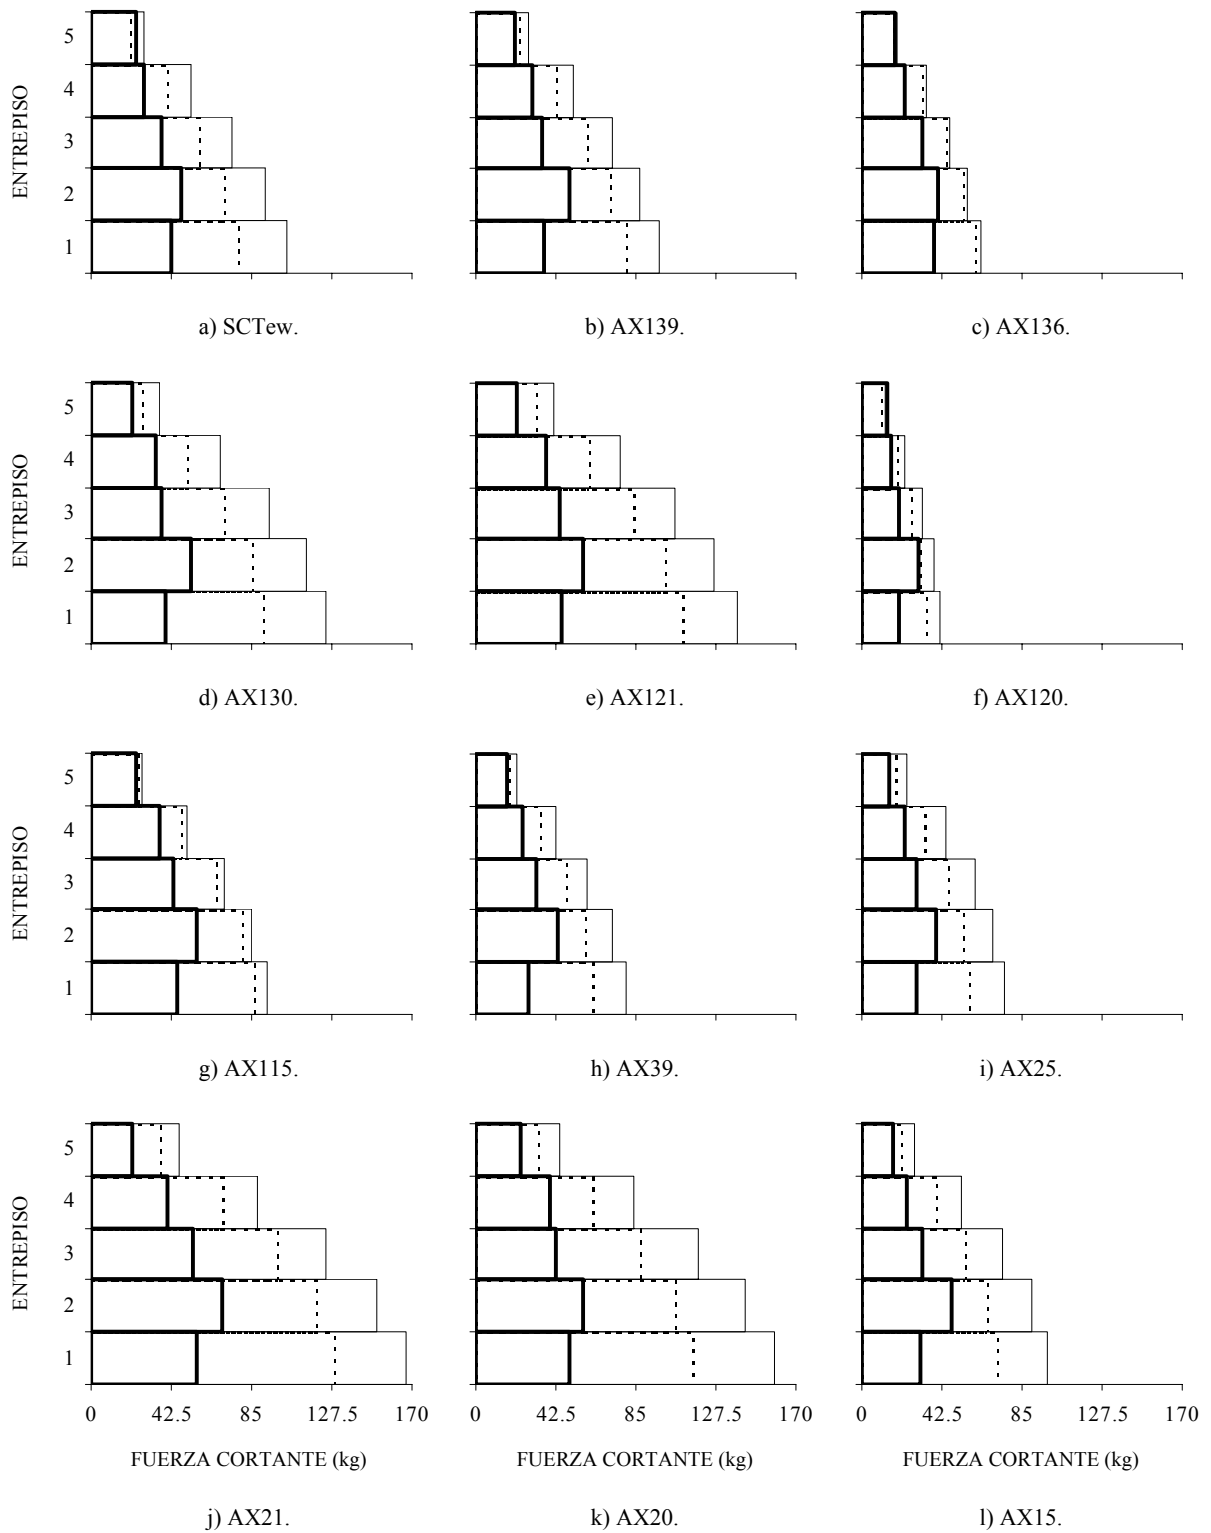 ENTREPISO
5
4
3
2
1
a) SCTew.
b) AX139.
c) AX136.
ENTREPISO
5
4
3
2
1
d) AX130.
e) AX121.
f) AX120.
ENTREPISO
5
4
3
2
1
g) AX115.
h) AX39.
i) AX25.
ENTREPISO
5
4
3
2
1
0 42.5 85 127.5 170
0 42.5 85 127.5 170
0 42.5 85 127.5 170
FUERZA CORTANTE (kg)
FUERZA CORTANTE (kg)
FUERZA CORTANTE (kg)
j) AX21.
k) AX20.
l) AX15.